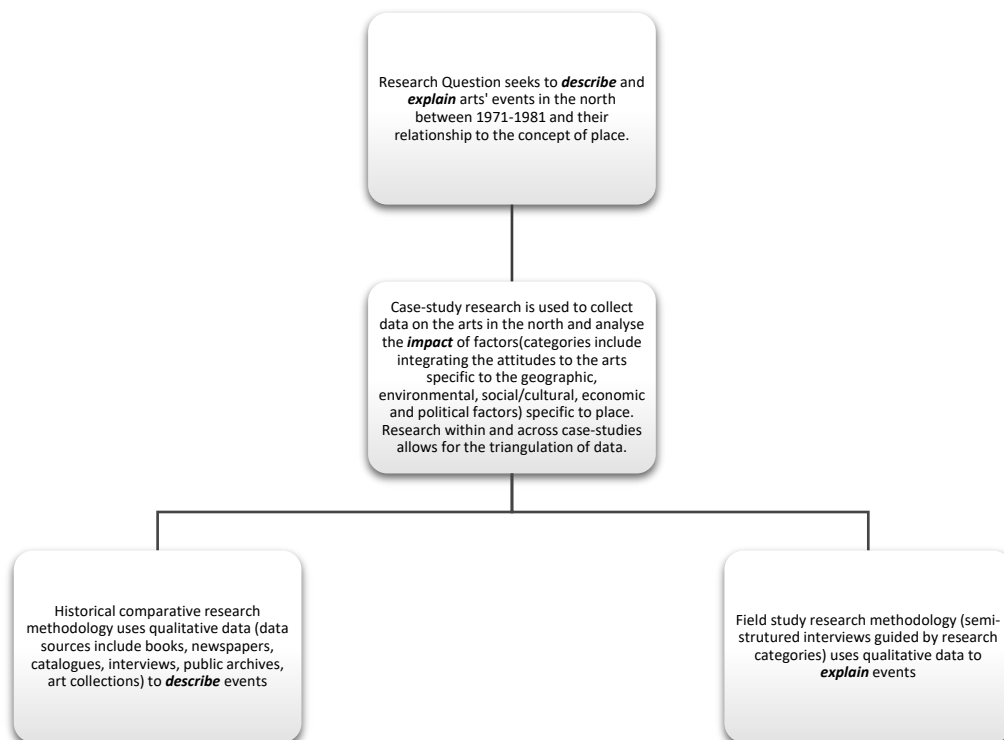 Research Question seeks to describe and
explain arts' events in the north
between 1971-1981 and their
relationship to the concept of place.
Case-study research is used to collect
data on the arts in the north and analyse
the impact of factors(categories include
integrating the attitudes to the arts
specific to the geographic,
environmental, social/cultural, economic
and political factors) specific to place.
Research within and across case-studies
allows for the triangulation of data.
Historical comparative research
methodology uses qualitative data (data
sources include books, newspapers,
catalogues, interviews, public archives,
art collections) to describe events
Field study research methodology (semi-
strutured interviews guided by research
categories) uses qualitative data to
explain events